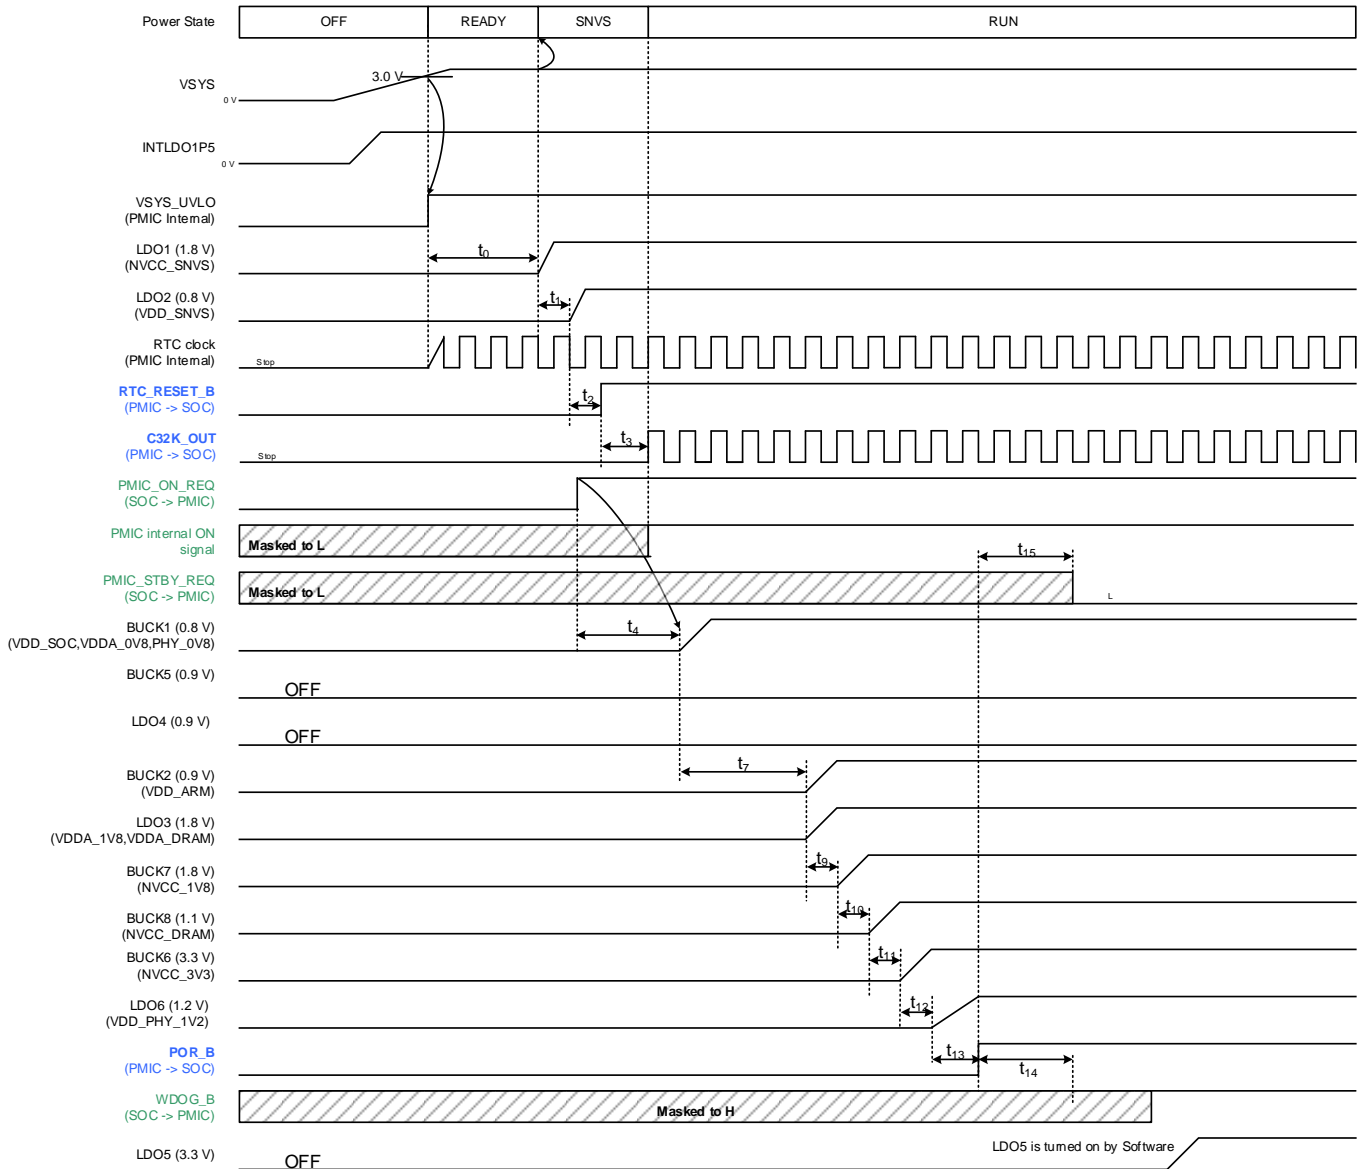 Power State OFF READY SNVS RUN
3.0 V
VSYS
0 V
INTLDO1P5
0 V
VSYS_UVLO
(PMIC Internal)
LDO1 (1.8 V)
(NVCC_SNVS)
t0
LDO2 (0.8 V)
(VDD_SNVS)
t1
RTC clock
(PMIC Internal)
Stop
RTC_RESET_B
(PMIC -> SOC)
t2
C32K_OUT
(PMIC -> SOC)
Stop
t3
PMIC_ON_REQ
(SOC -> PMIC)
PMIC internal ON
signal
Masked to L
t15
PMIC_STBY_REQ
(SOC -> PMIC)
Masked to L
L
BUCK1 (0.8 V)
(VDD_SOC,VDDA_0V8,PHY_0V8)
t4
BUCK5 (0.9 V)
OFF
LDO4 (0.9 V)
OFF
BUCK2 (0.9 V)
(VDD_ARM)
t7
LDO3 (1.8 V)
(VDDA_1V8,VDDA_DRAM)
BUCK7 (1.8 V)
(NVCC_1V8)
t9
BUCK8 (1.1 V)
(NVCC_DRAM)
t10
BUCK6 (3.3 V)
(NVCC_3V3)
t11
LDO6 (1.2 V)
(VDD_PHY_1V2)
t12
POR_B
(PMIC -> SOC)
t13
t14
WDOG_B
(SOC -> PMIC)
Masked to H
LDO5 (3.3 V)
OFF
LDO5 is turned on by Software